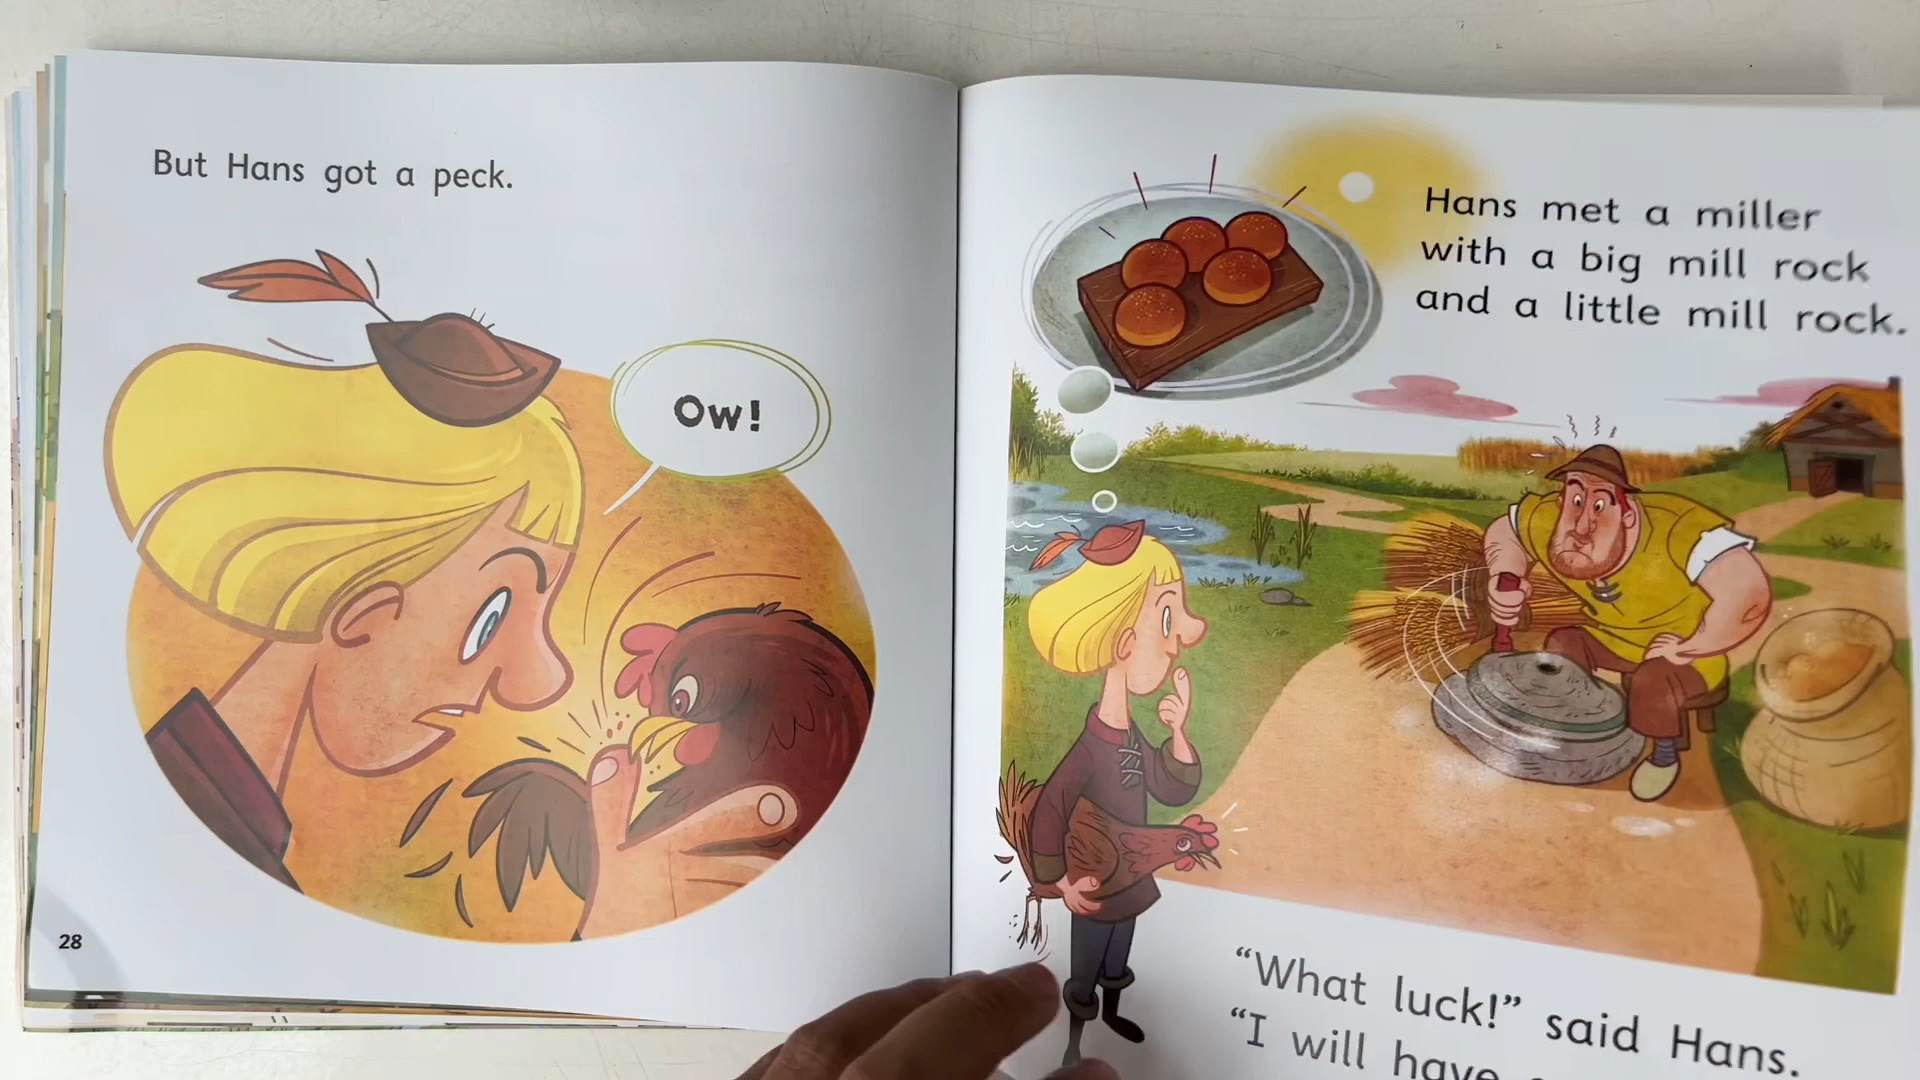 But Hans got a peck.
Ow!
28
Hans met a miller
with a big mill rock
and a little mill rock.
“What luck!” said Hans.
“I will have